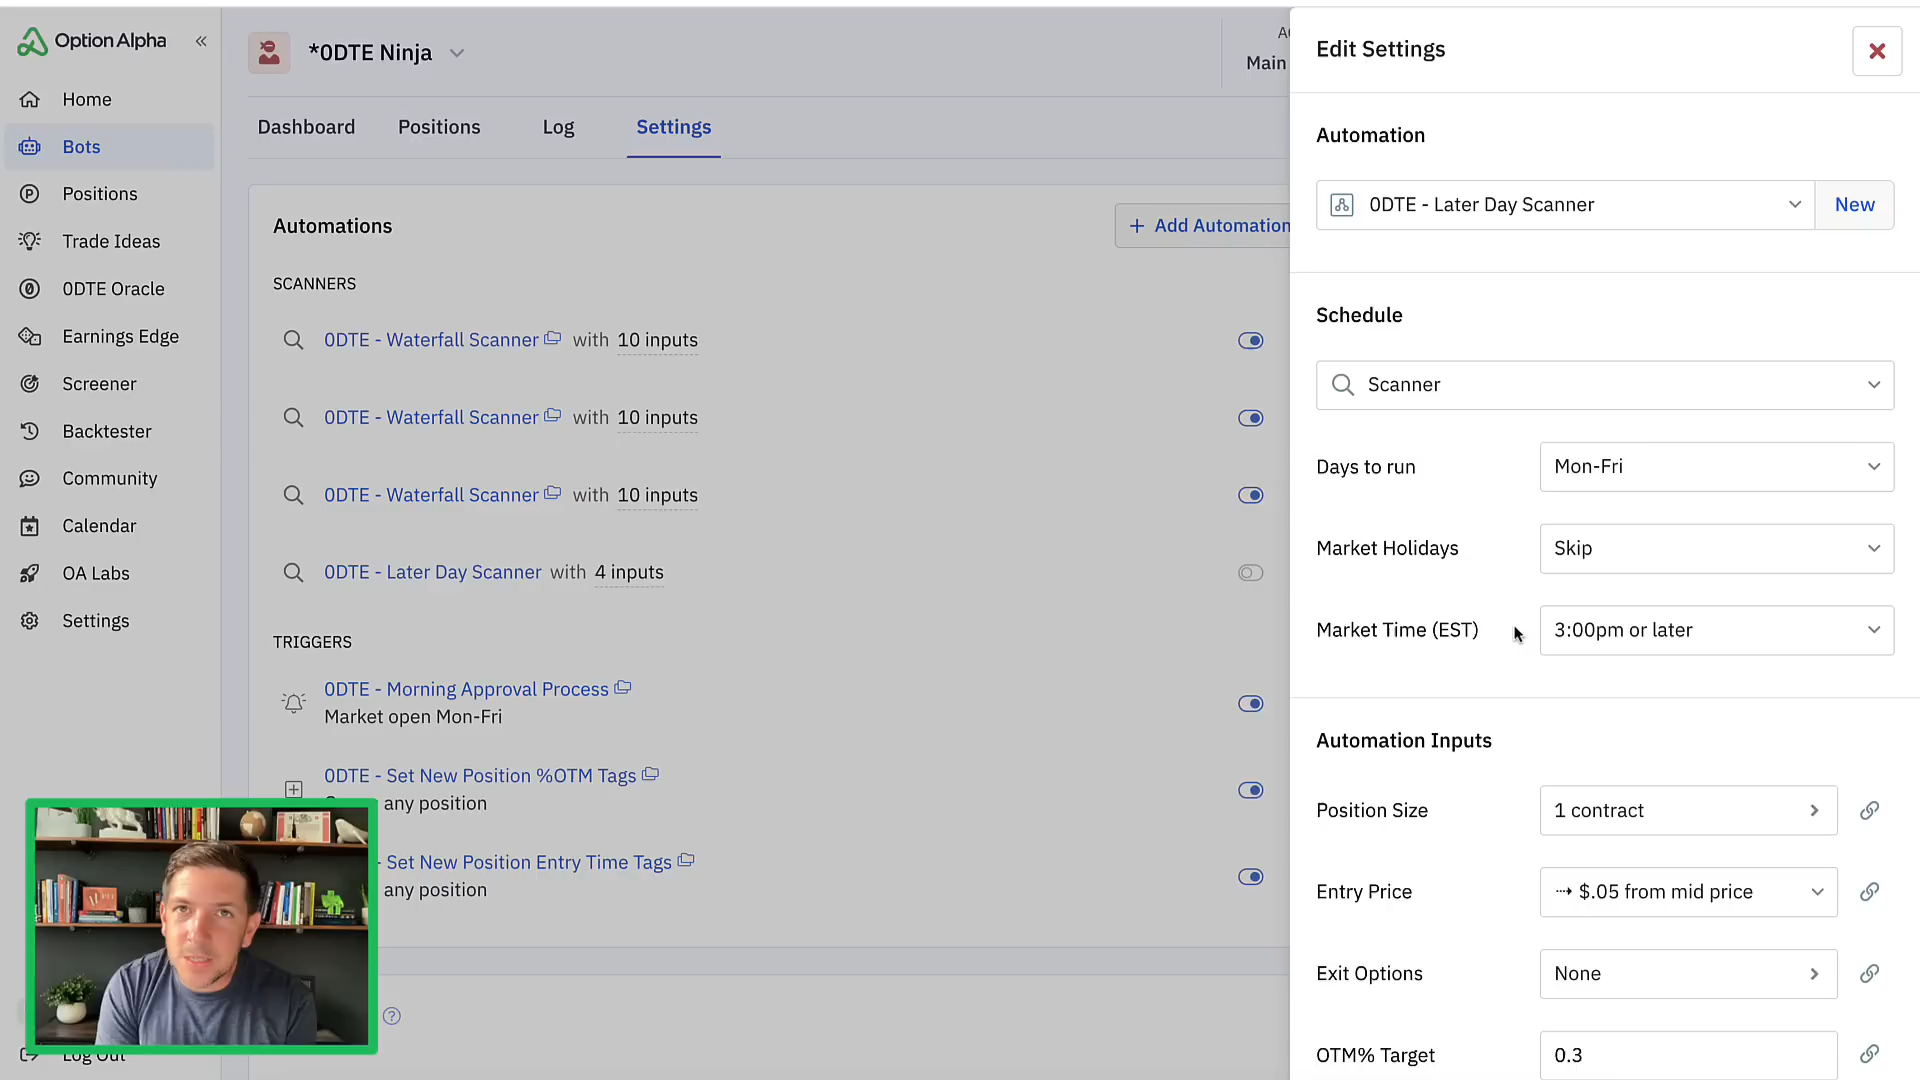 Option Alpha
«
Home
Bots
Positions
Trade Ideas
0DTE Oracle
Earnings Edge
Screener
Backtester
Community
Calendar
OA Labs
Settings
Log Out
*0DTE Ninja
Main
Dashboard
Positions
Log
Settings
Automations
+ Add Automation
SCANNERS
0DTE - Waterfall Scanner with 10 inputs
0DTE - Waterfall Scanner with 10 inputs
0DTE - Waterfall Scanner with 10 inputs
0DTE - Later Day Scanner with 4 inputs
TRIGGERS
0DTE - Morning Approval Process
Market open Mon-Fri
0DTE - Set New Position %OTM Tags
any position
- Set New Position Entry Time Tags
any position
Edit Settings
Automation
0DTE - Later Day Scanner
New
Schedule
Scanner
Days to run
Mon-Fri
Market Holidays
Skip
Market Time (EST)
3:00pm or later
Automation Inputs
Position Size
1 contract
Entry Price
$.05 from mid price
Exit Options
None
OTM% Target
0.3